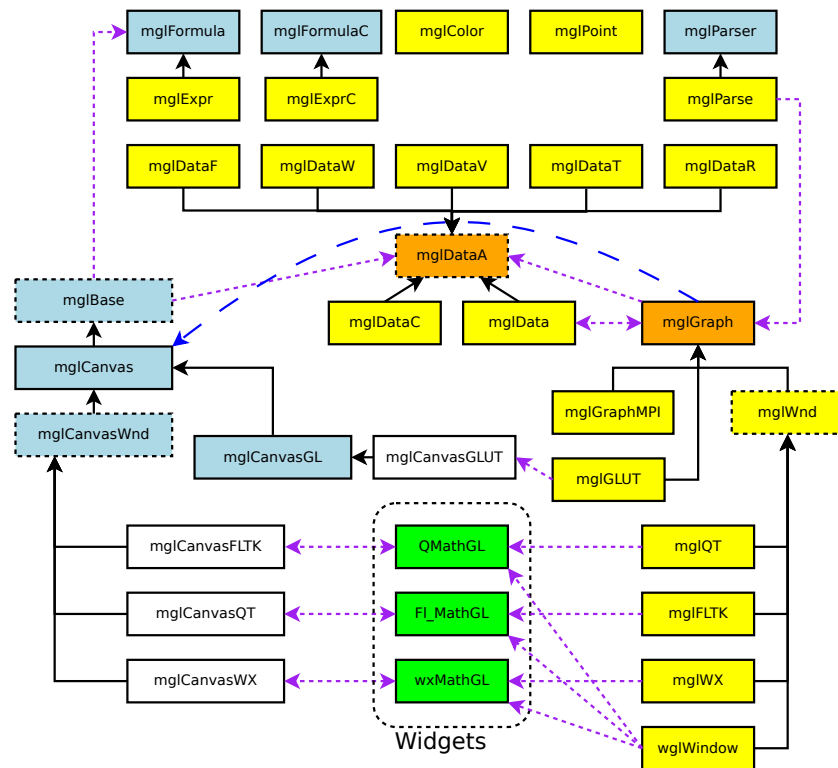 mglFormula
mglFormulaC
mglColor
mglPoint
mglParser
mglExpr
mglExprC
mglParse
mglDataF
mglDataW
mglDataV
mglDataT
mglDataR
mglDataA
mglBase
mglDataC
mglData
mglGraph
mglCanvas
mglGraphMPI
mglWnd
mglCanvasWnd
mglCanvasGL
mglCanvasGLUT
mglGLUT
mglCanvasFLTK
QMathGL
mglQT
mglCanvasQT
Fl_MathGL
mglFLTK
mglCanvasWX
wxMathGL
mglWX
Widgets
wglWindow